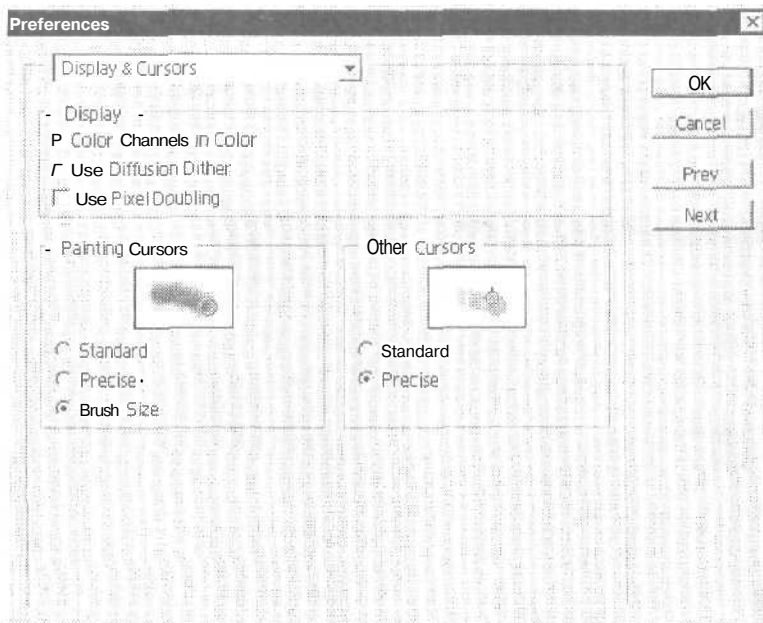 Preferences
Display & Cursors
OK
- Display -
Cancel
P Color Channels in Color
Γ Use Diffusion Dither
Prev
Use Pixel Doubling
Next
- Painting Cursors
Other Cursors
Standard
Standard
Precise
Precise
Brush Size